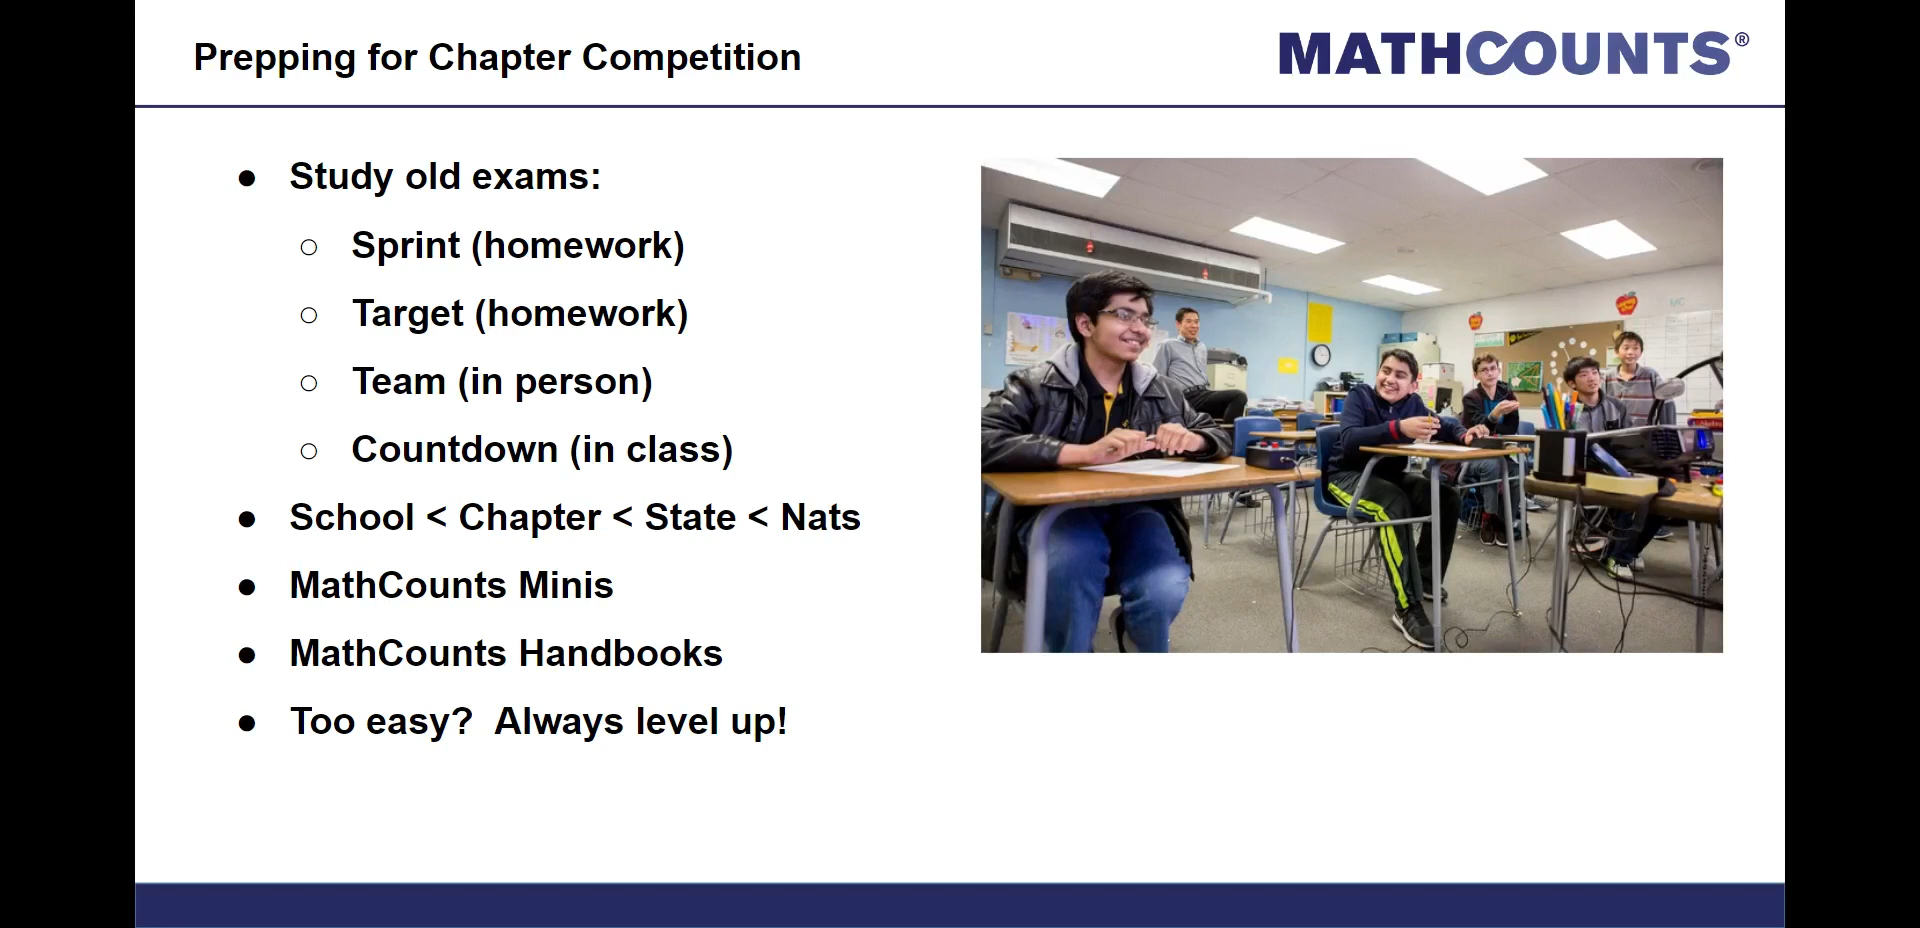 Prepping for Chapter Competition
MATHCOUNTS®
● Study old exams:
○ Sprint (homework)
○ Target (homework)
○ Team (in person)
○ Countdown (in class)
● School < Chapter < State < Nats
● MathCounts Minis
● MathCounts Handbooks
● Too easy?  Always level up!
MC